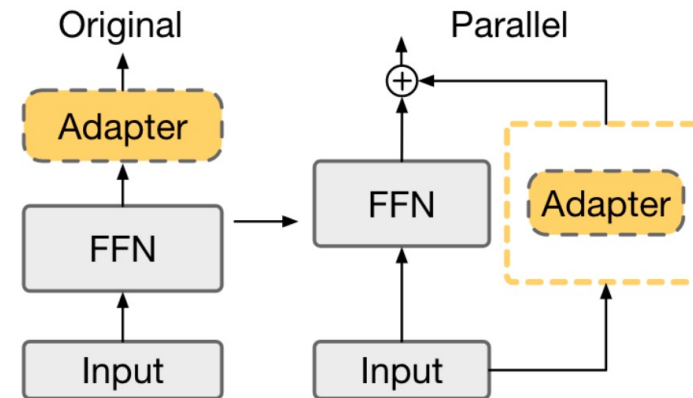 Original
Adapter
FFN
Input
Parallel
+
FFN
Adapter
Input